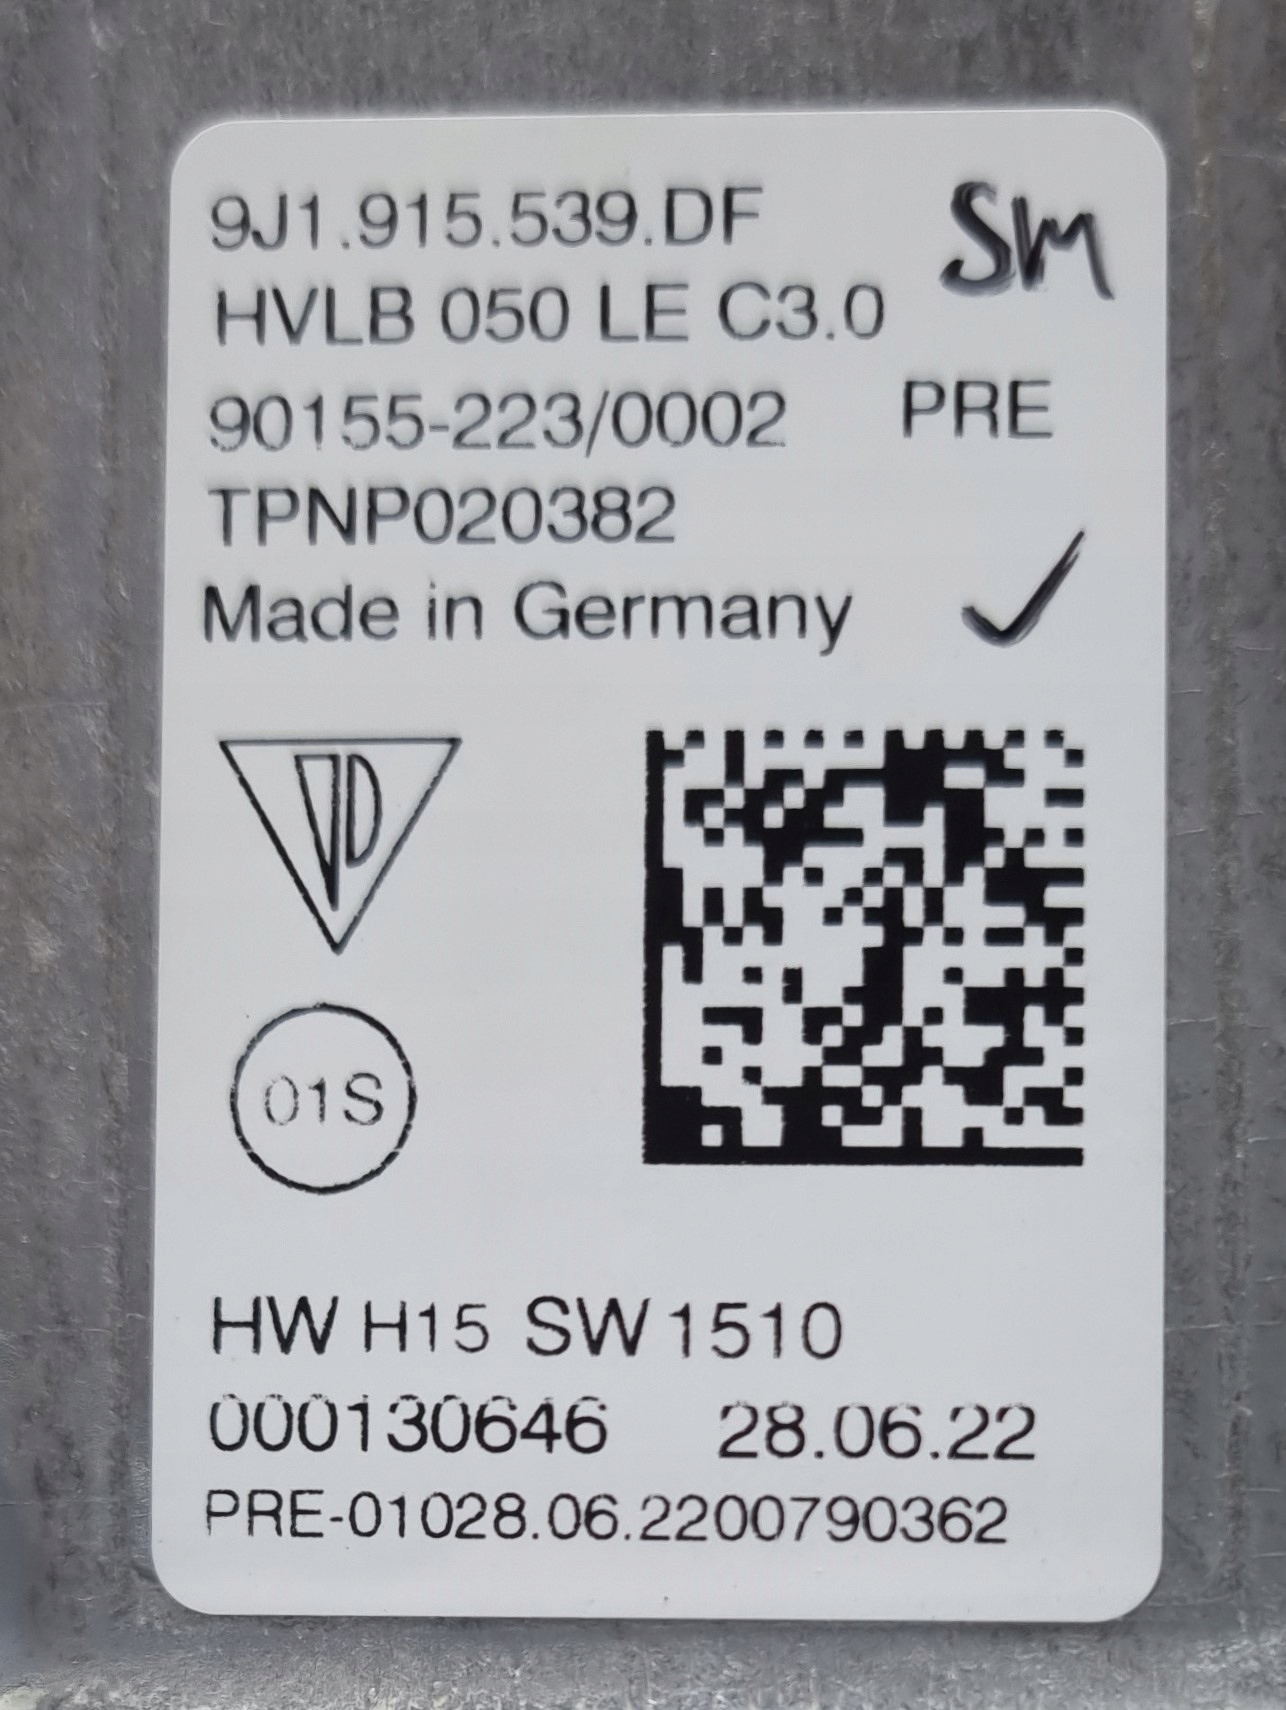 9J1.915.539.DF
SM
HVLB 050 LE C3.0
90155-223/0002 PRE
TPNP020382
Made in Germany
01S
HW H15 SW 1510
000130646 28.06.22
PRE-01028.06.2200790362